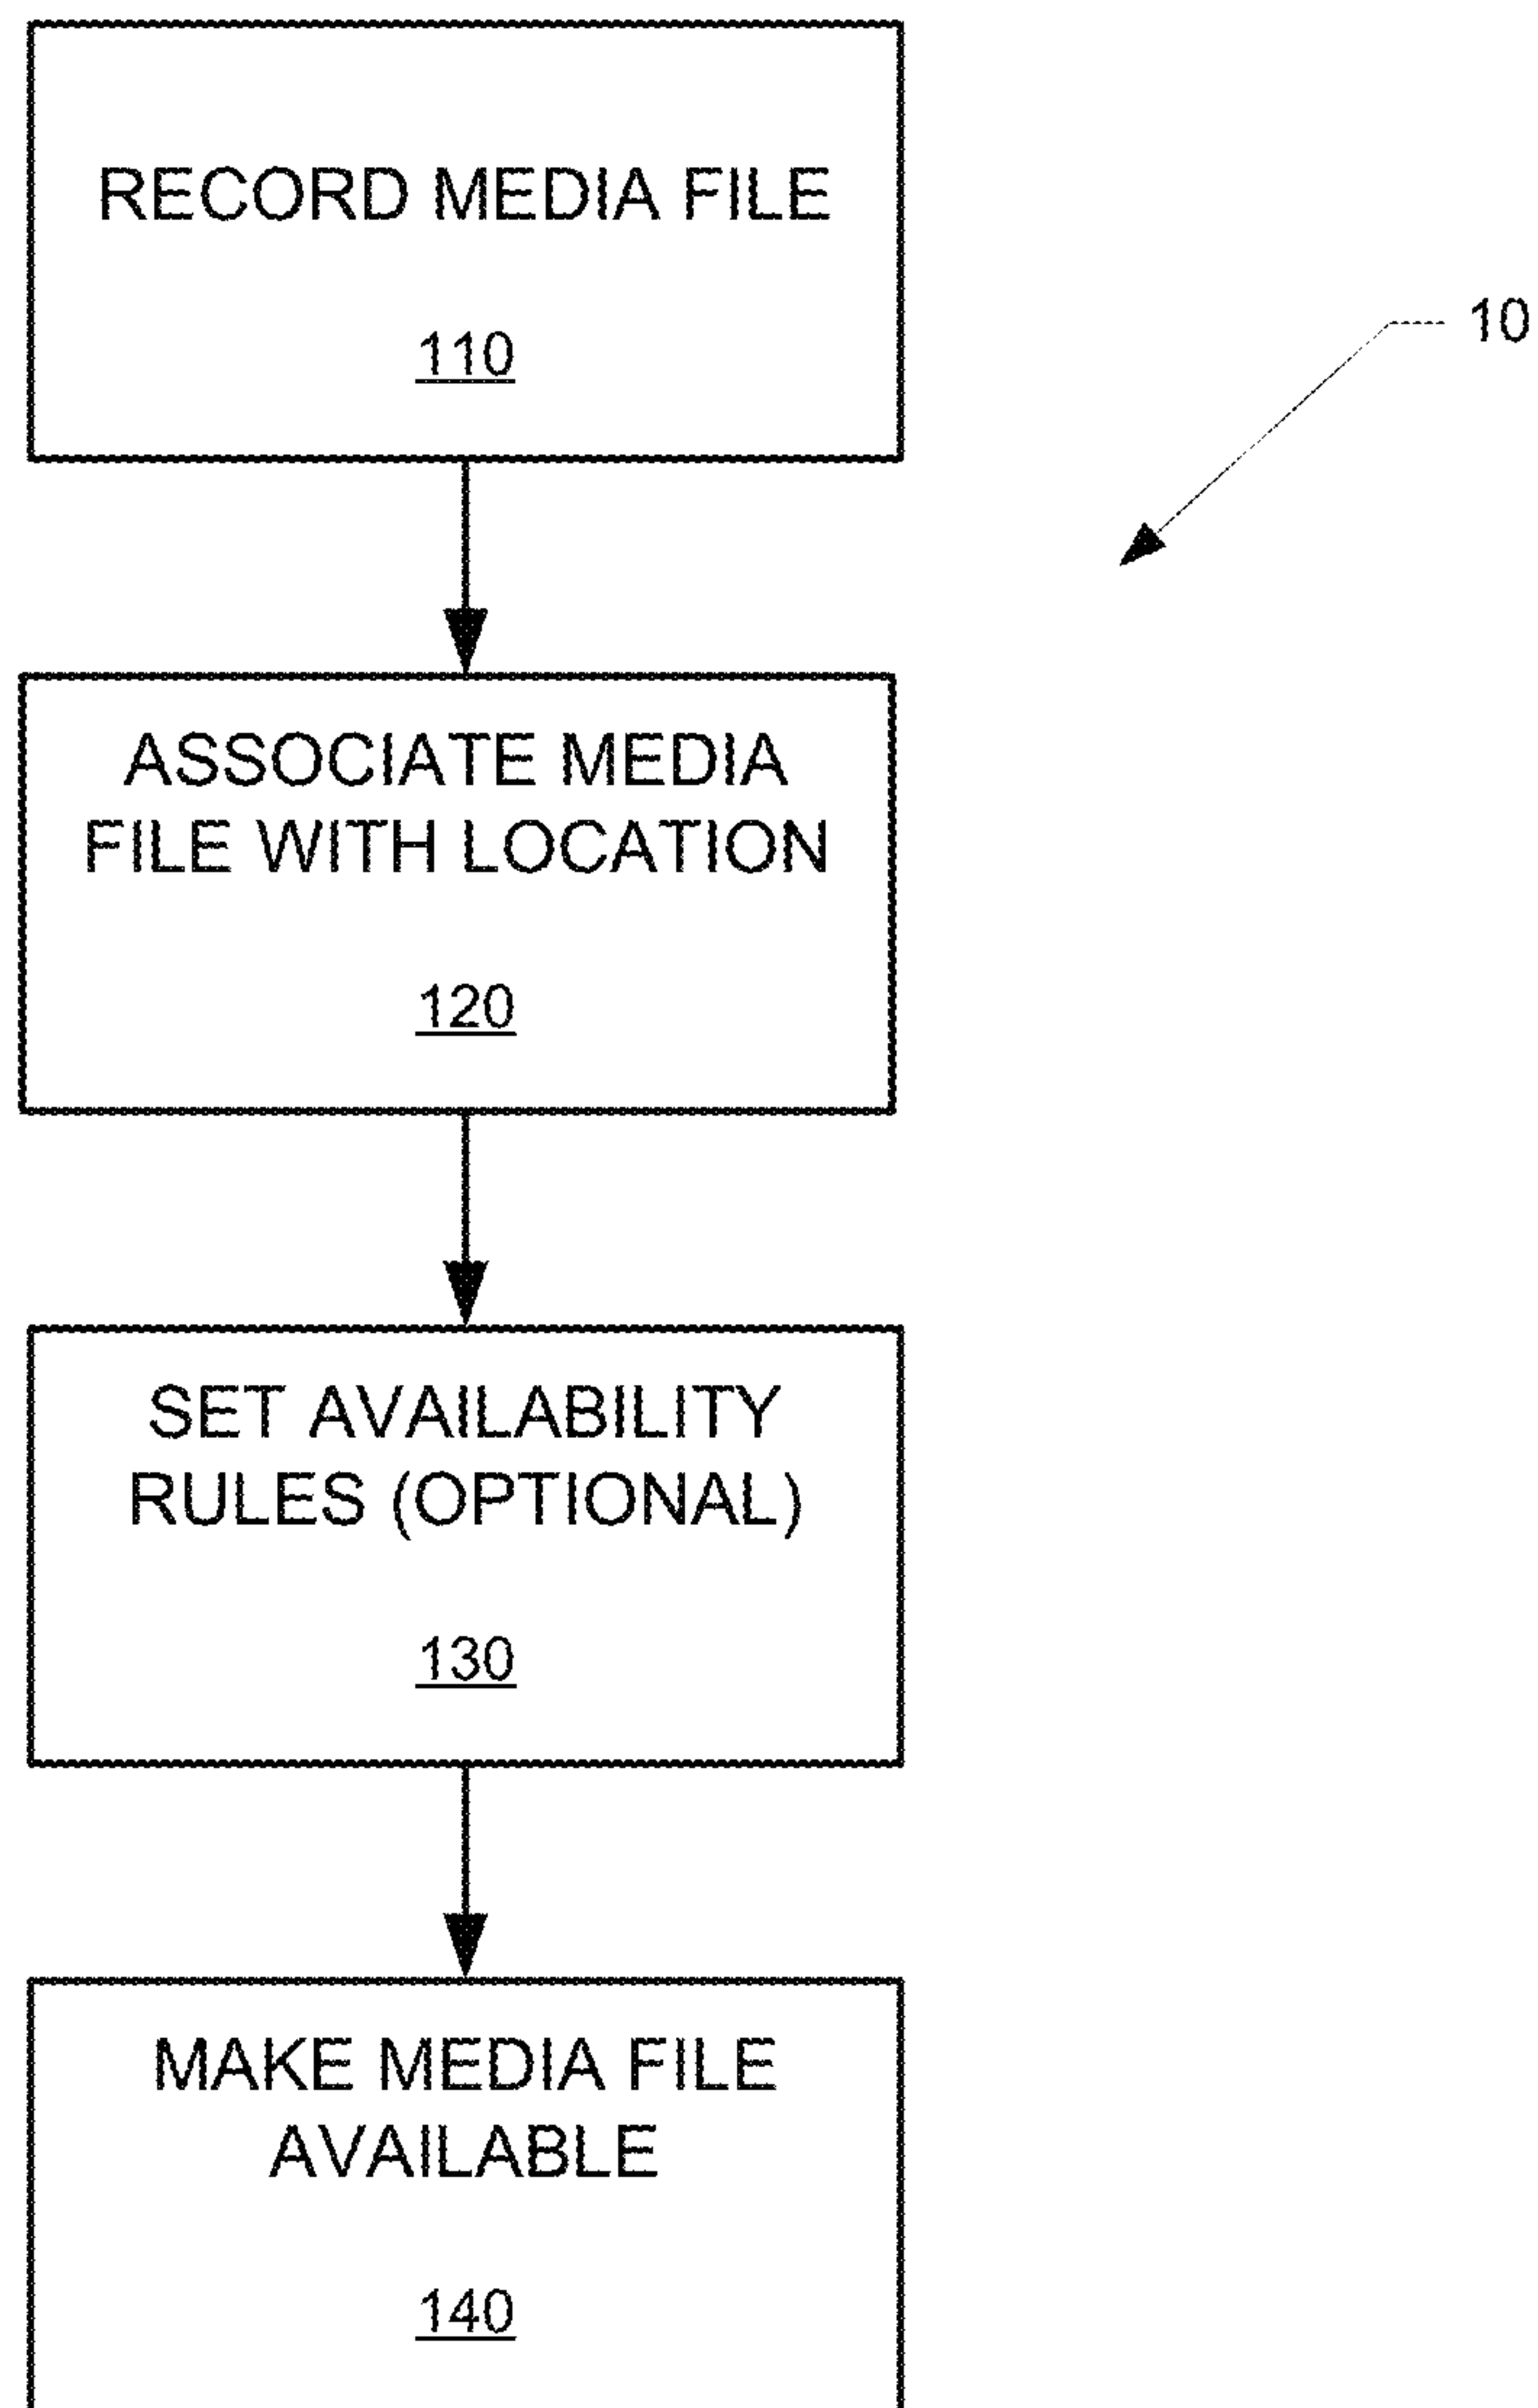 RECORD MEDIA FILE
110
10
ASSOCIATE MEDIA
FILE WITH LOCATION
120
SET AVAILABILITY
RULES (OPTIONAL)
130
MAKE MEDIA FILE
AVAILABLE
140